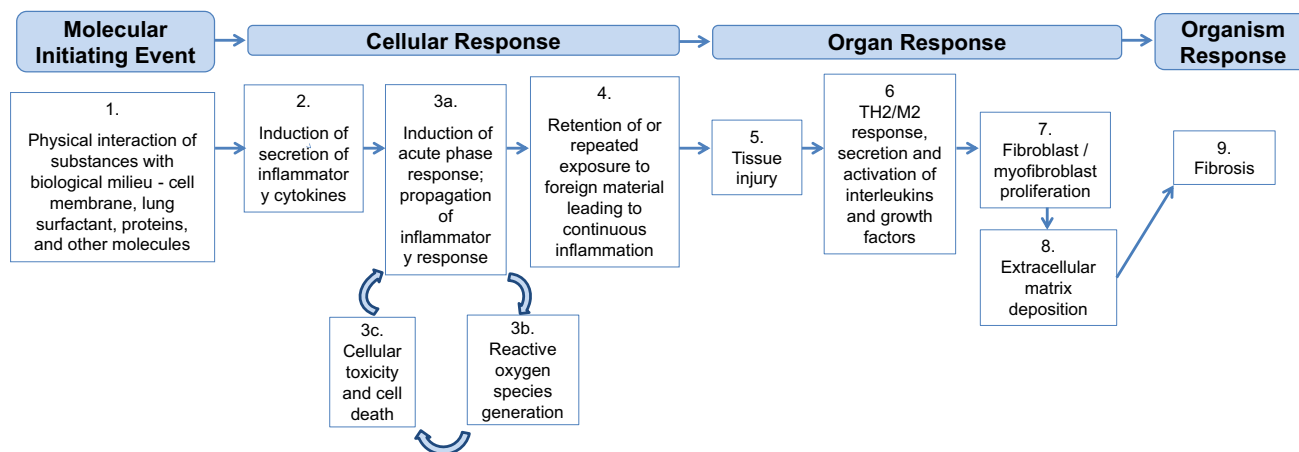 Molecular
Initiating Event
Cellular Response
Organ Response
Organism
Response
1.
Physical interaction of
substances with
biological milieu - cell
membrane, lung
surfactant, proteins,
and other molecules
2.
Induction of
secretion of
inflammator
y cytokines
3a.
Induction of
acute phase
response;
propagation of
inflammator
y response
4.
Retention of or
repeated
exposure to
foreign material
leading to
continuous
inflammation
5.
Tissue
injury
6
TH2/M2
response,
secretion and
activation of
interleukins
and growth
factors
7.
Fibroblast /
myofibroblast
proliferation
8.
Extracellular
matrix
deposition
9.
Fibrosis
3c.
Cellular
toxicity
and cell
death
3b.
Reactive
oxygen
species
generation